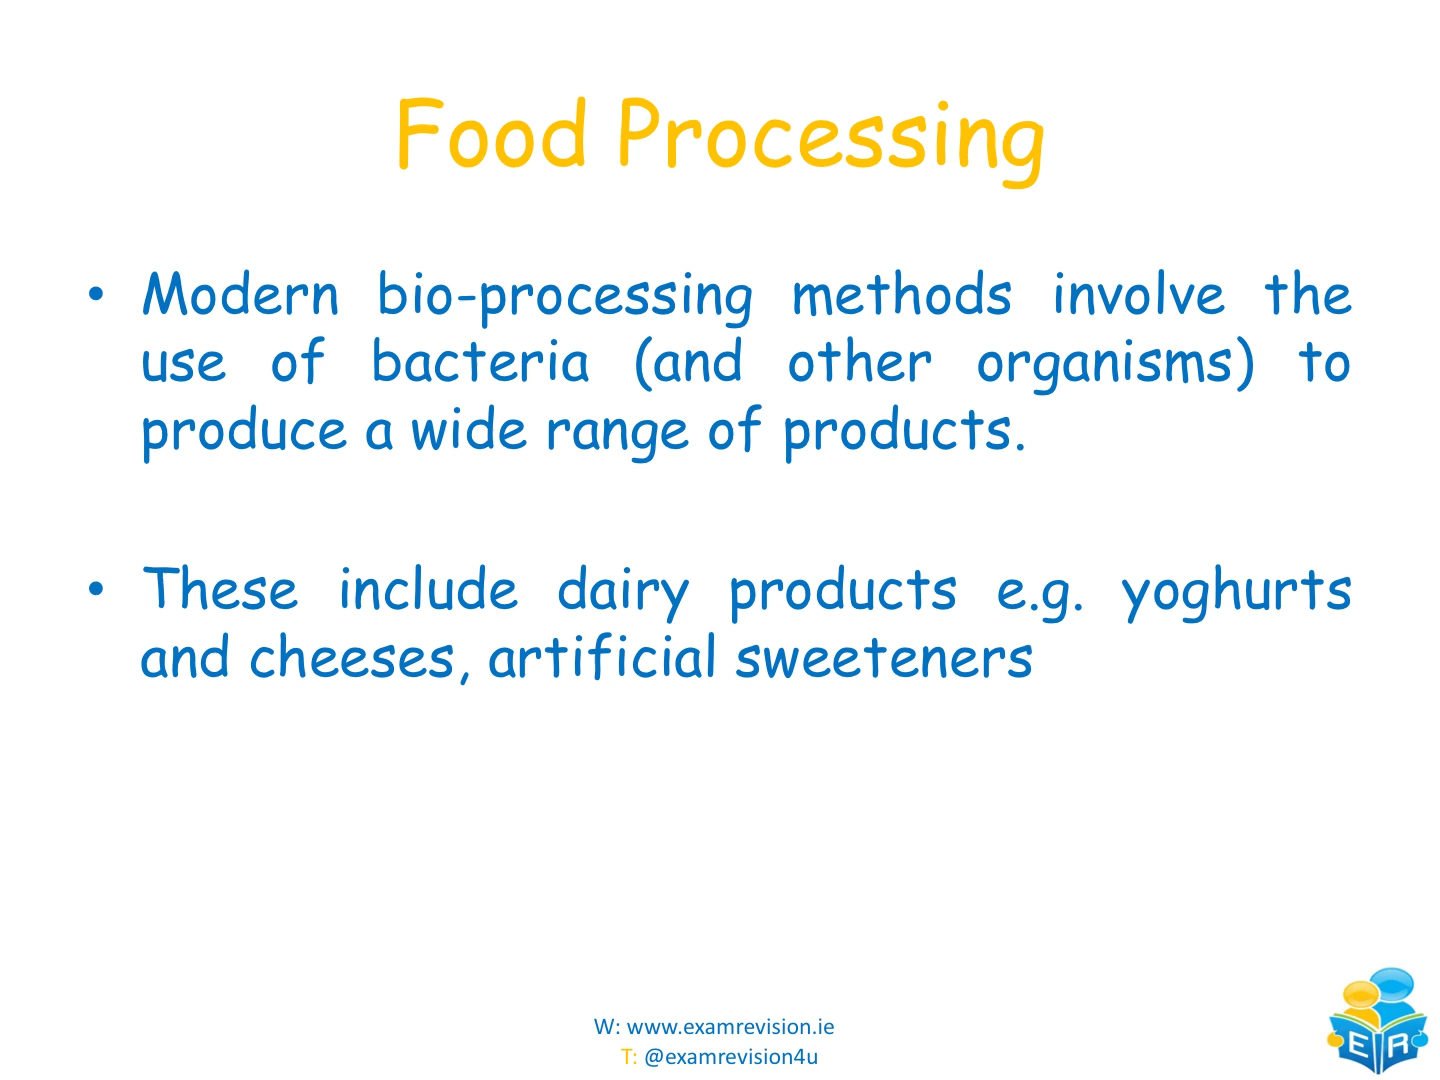 Food Processing
• Modern bio-processing methods involve the
use of bacteria (and other organisms) to
produce a wide range of products.
• These include dairy products e.g. yoghurts
and cheeses, artificial sweeteners
W: www.examrevision.ie
T: @examrevision4u
E R